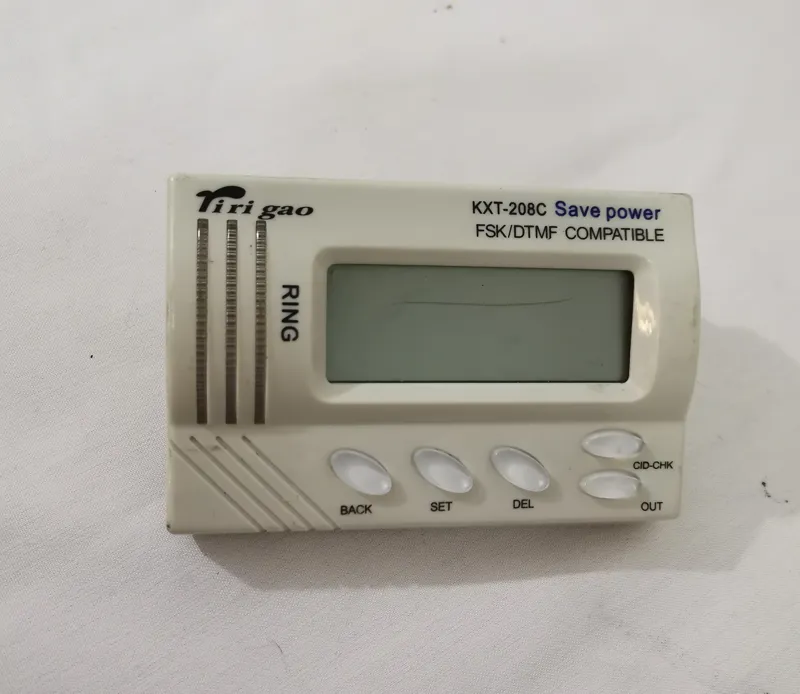 Tiri gao
KXT-208C Save power
FSK/DTMF COMPATIBLE
RING
BACK
SET
DEL
CID-CHK
OUT